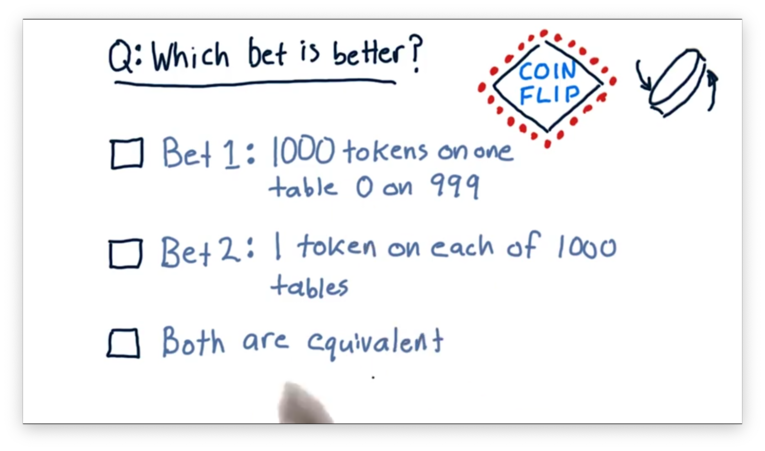 Q: Which bet is better?
COIN
FLIP
Bet 1: 1000 tokens on one
table 0 on 999
Bet 2: 1 token on each of 1000
tables
Both are equivalent